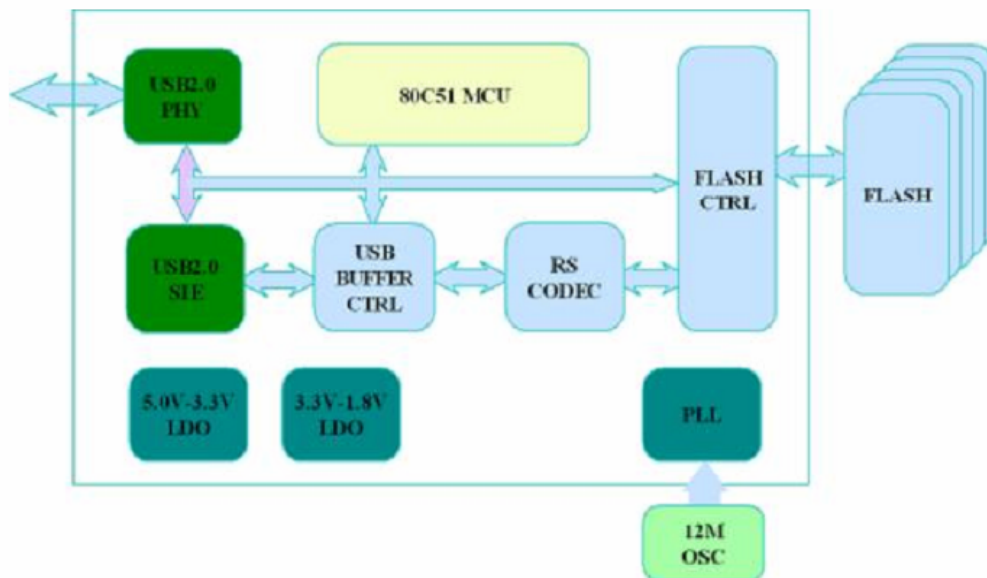 USB2.0
PHY
80C51 MCU
FLASH
CTRL
FLASH
USB2.0
SIE
USB
BUFFER
CTRL
RS
CODEC
5.0V-3.3V
LDO
3.3V-1.8V
LDO
PLL
12M
OSC